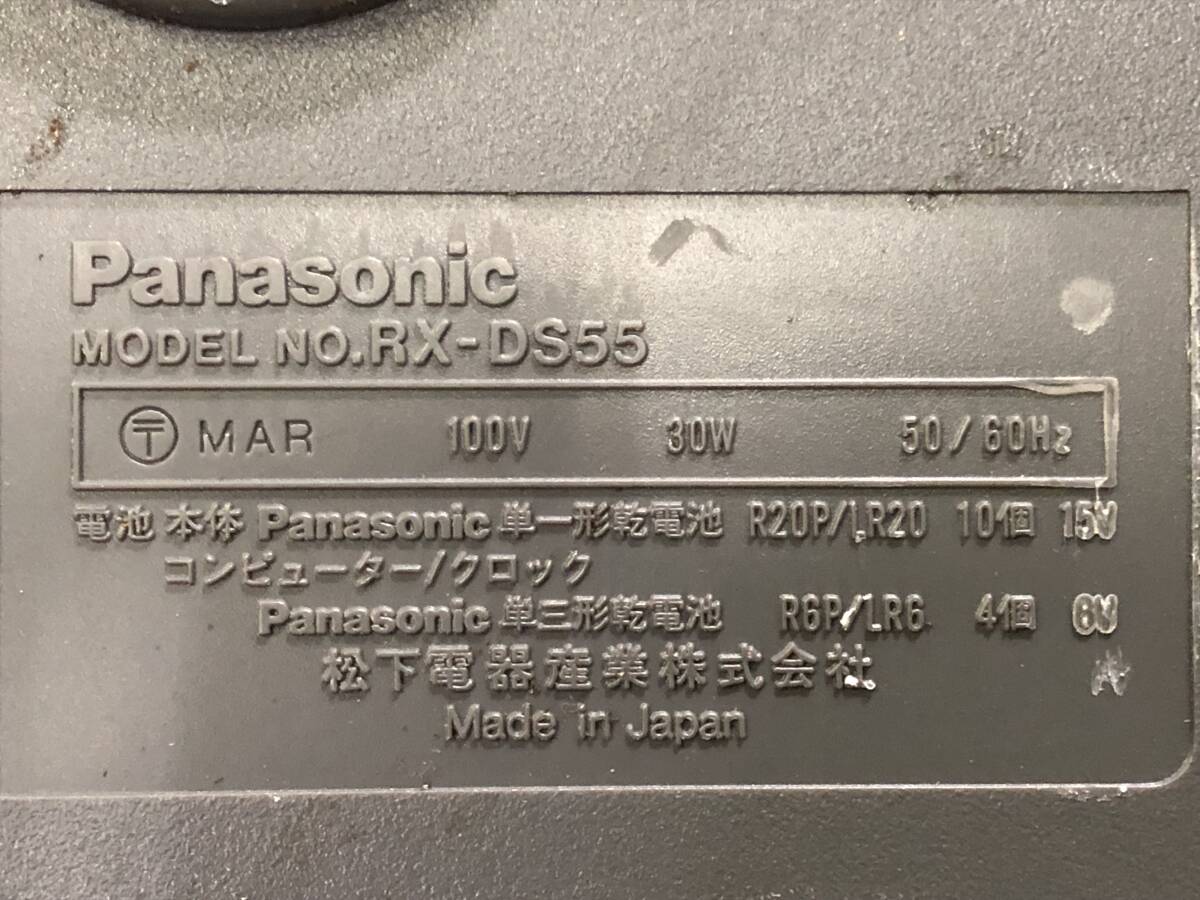 Panasonic
MODEL NO.RX-DS55
〒 MAR 100V 30W 50/60Hz
電池 本体 Panasonic 単一形乾電池 R20P/LR20 10個 15V
コンピューター/クロック
Panasonic 単三形乾電池 R6P/LR6 4個 6V
松下電器産業株式会社
Made in Japan